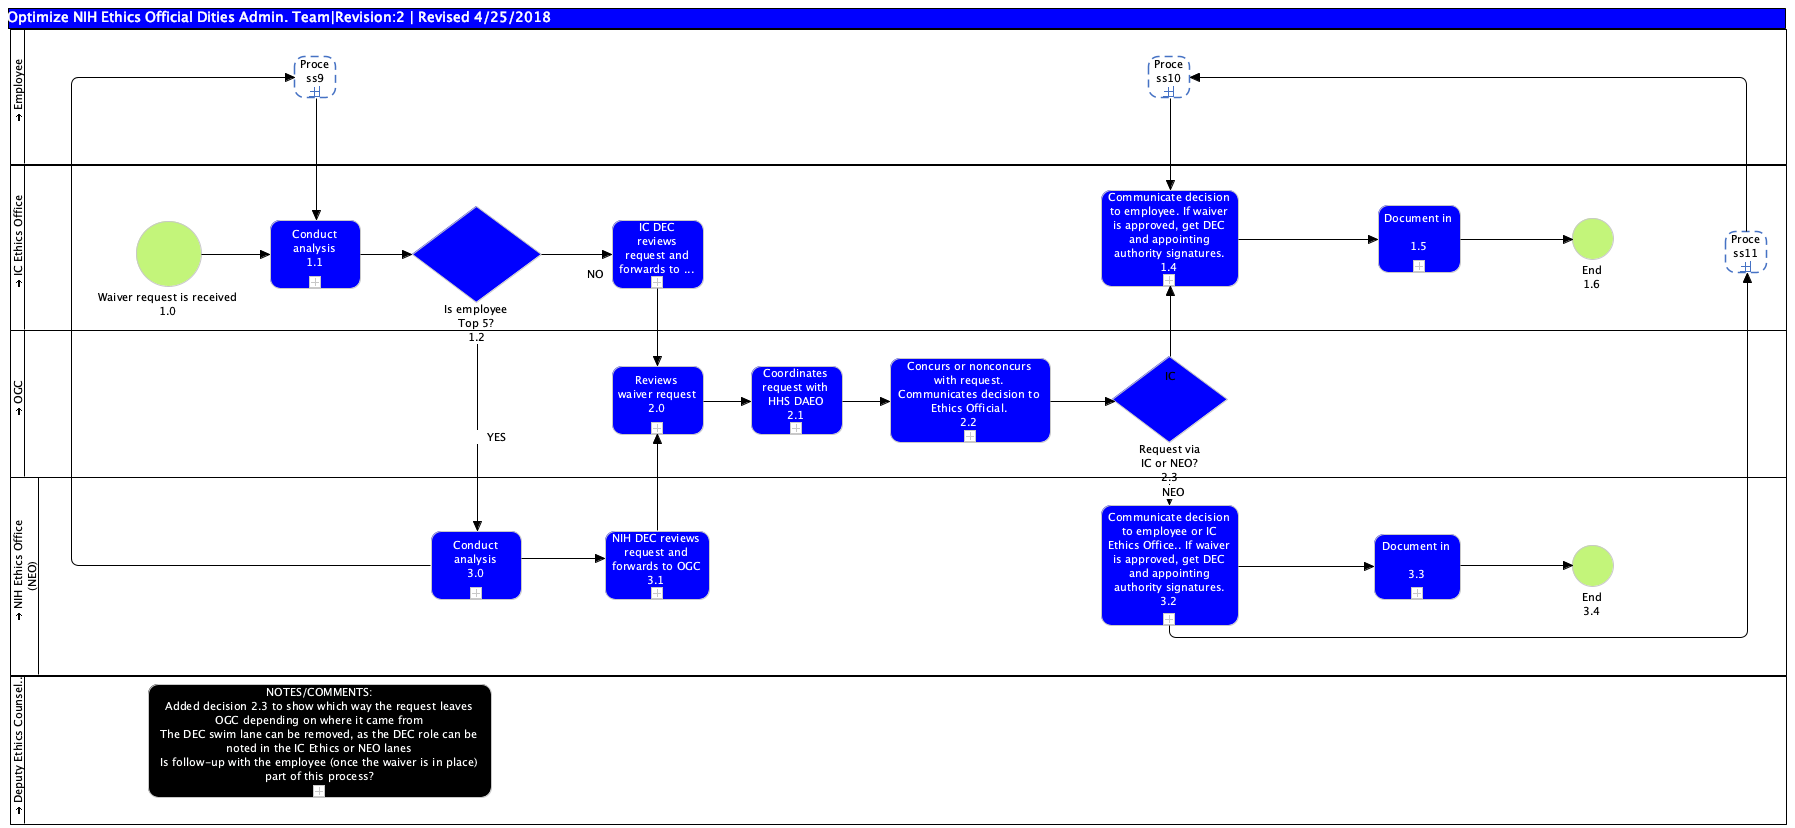 Optimize NIH Ethics Official Dities Admin. Team|Revision:2 | Revised 4/25/2018
Employee
Proce
ss9
Proce
ss10
IC Ethics Office
Waiver request is received
1.0
Conduct
analysis
1.1
Is employee
Top 5?
1.2
NO
YES
IC DEC
reviews
request and
forwards to ...
Communicate decision
to employee. If waiver
is approved, get DEC
and appointing
authority signatures.
1.4
Document in
1.5
End
1.6
Proce
ss11
OGC
Reviews
waiver request
2.0
Coordinates
request with
HHS DAEO
2.1
Concurs or nonconcurs
with request.
Communicates decision to
Ethics Official.
2.2
IC
Request via
IC or NEO?
2.3
NEO
NIH Ethics Office
(NEO)
Conduct
analysis
3.0
NIH DEC reviews
request and
forwards to OGC
3.1
Communicate decision
to employee or IC
Ethics Office.. If waiver
is approved, get DEC
and appointing
authority signatures.
3.2
Document in
3.3
End
3.4
Deputy Ethics Counsel..
NOTES/COMMENTS:
Added decision 2.3 to show which way the request leaves
OGC depending on where it came from
The DEC swim lane can be removed, as the DEC role can be
noted in the IC Ethics or NEO lanes
Is follow-up with the employee (once the waiver is in place)
part of this process?